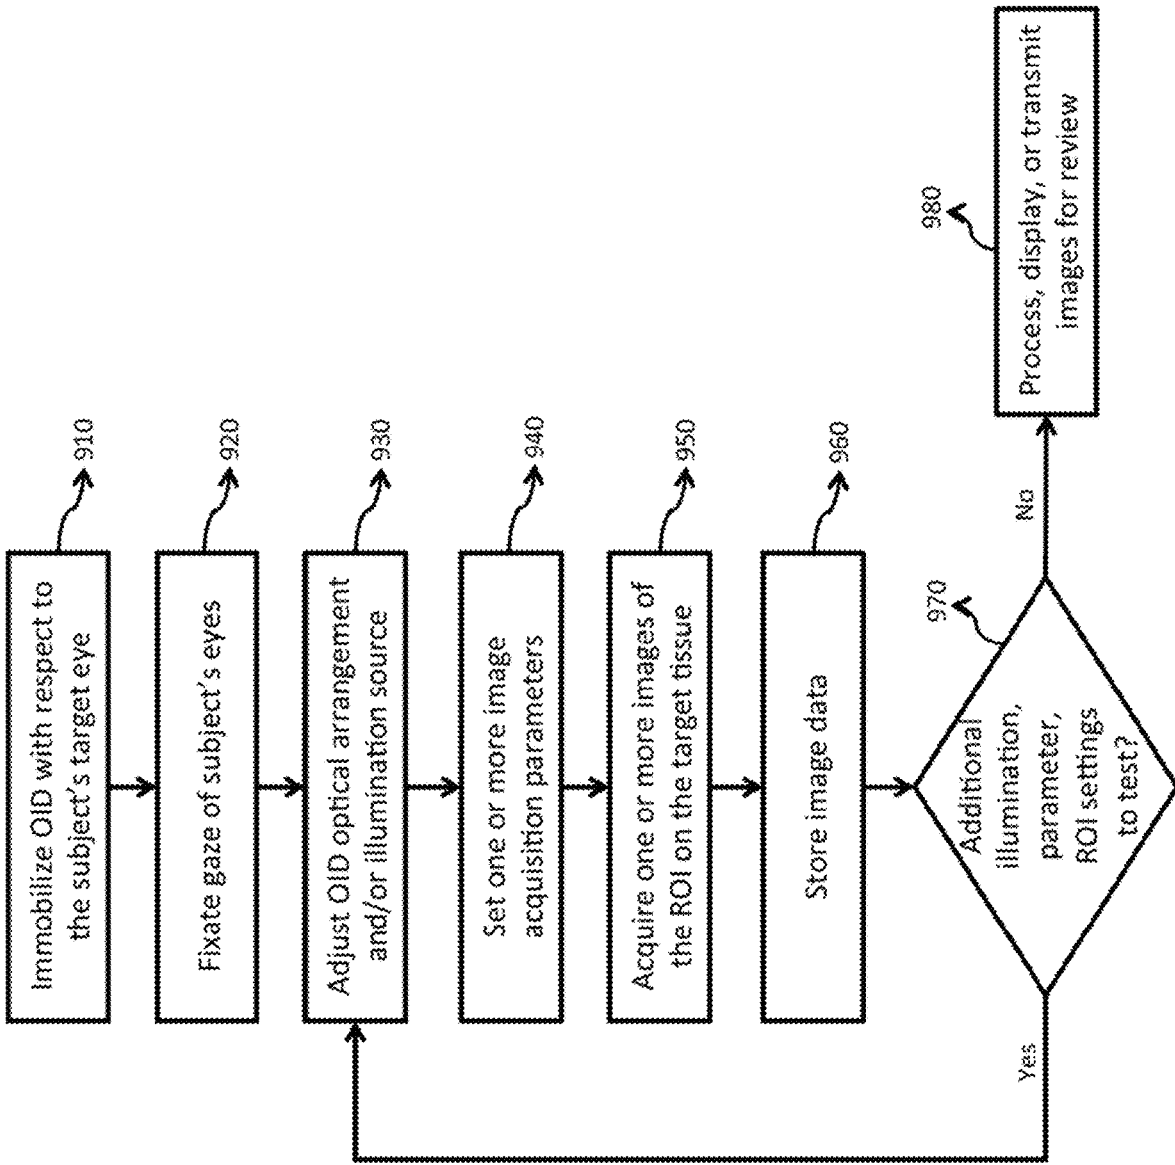 Immobilize OID with respect to
the subject's target eye
910
Fixate gaze of subject's eyes
920
Adjust OID optical arrangement
and/or illumination source
930
Set one or more image
acquisition parameters
940
Acquire one or more images of
the ROI on the target tissue
950
Store image data
960
Additional
illumination,
parameter,
ROI settings
to test?
970
Yes
No
Process, display, or transmit
images for review
980